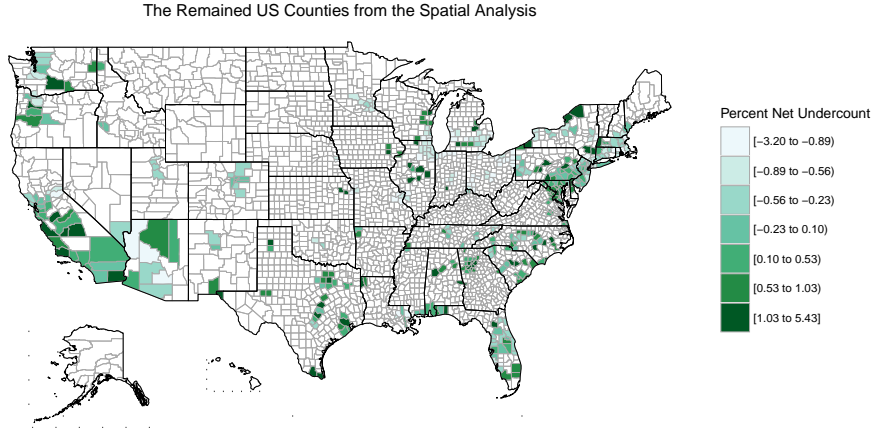 The Remained US Counties from the Spatial Analysis
Percent Net Undercount
[−3.20 to −0.89)
[−0.89 to −0.56)
[−0.56 to −0.23)
[−0.23 to 0.10)
[0.10 to 0.53)
[0.53 to 1.03)
[1.03 to 5.43]